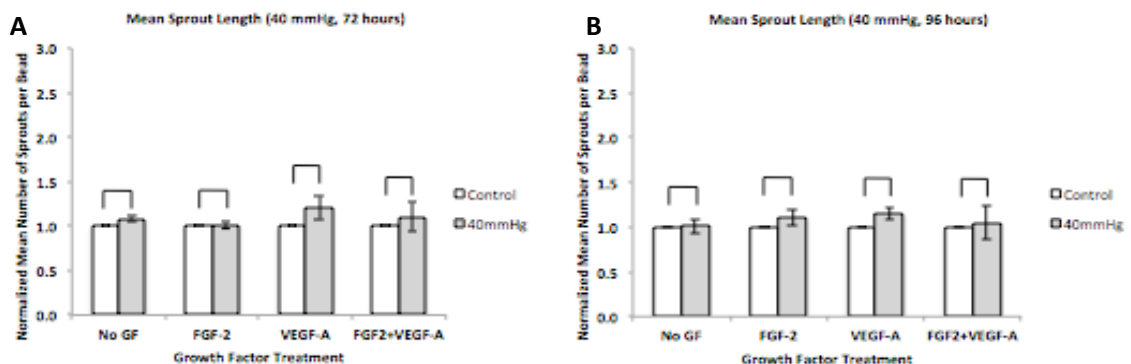 A
Mean Sprout Length (40 mmHg, 72 hours)
Normalized Mean Number of Sprouts per Bead
3.0
2.5
2.0
1.5
1.0
0.5
0.0
No GF FGF-2 VEGF-A FGF2+VEGF-A
Growth Factor Treatment
Control
40mmHg
B
Mean Sprout Length (40 mmHg, 96 hours)
Normalized Mean Number of Sprouts per Bead
3.0
2.5
2.0
1.5
1.0
0.5
0.0
No GF FGF-2 VEGF-A FGF2+VEGF-A
Growth Factor Treatment
Control
40mmHg